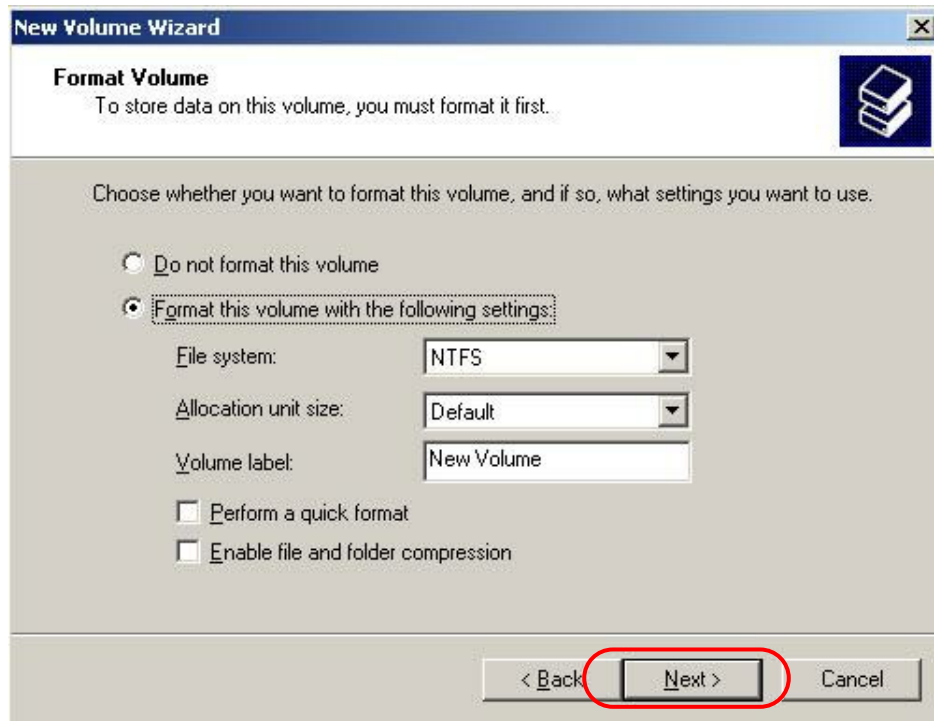 New Volume Wizard
Format Volume
To store data on this volume, you must format it first.
Choose whether you want to format this volume, and if so, what settings you want to use.
Do not format this volume
Format this volume with the following settings:
File system: NTFS
Allocation unit size: Default
Volume label: New Volume
Perform a quick format
Enable file and folder compression
< Back Next > Cancel